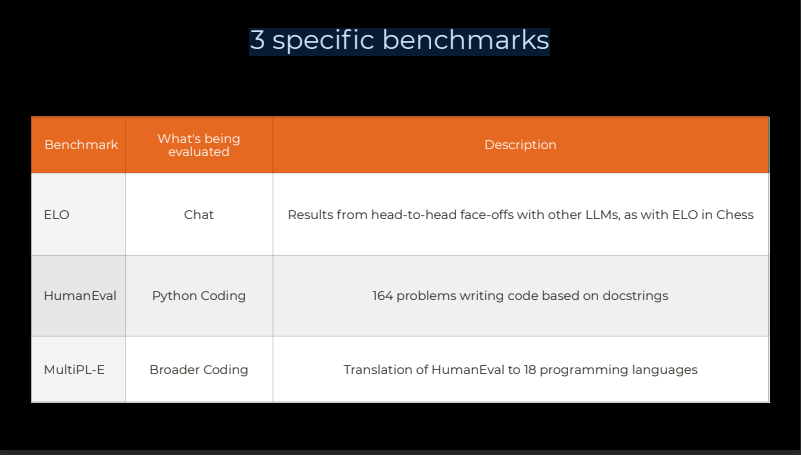 3 specific benchmarks
Benchmark
What's being
evaluated
Description
ELO
Chat
Results from head-to-head face-offs with other LLMs, as with ELO in Chess
HumanEval
Python Coding
164 problems writing code based on docstrings
MultiPL-E
Broader Coding
Translation of HumanEval to 18 programming languages